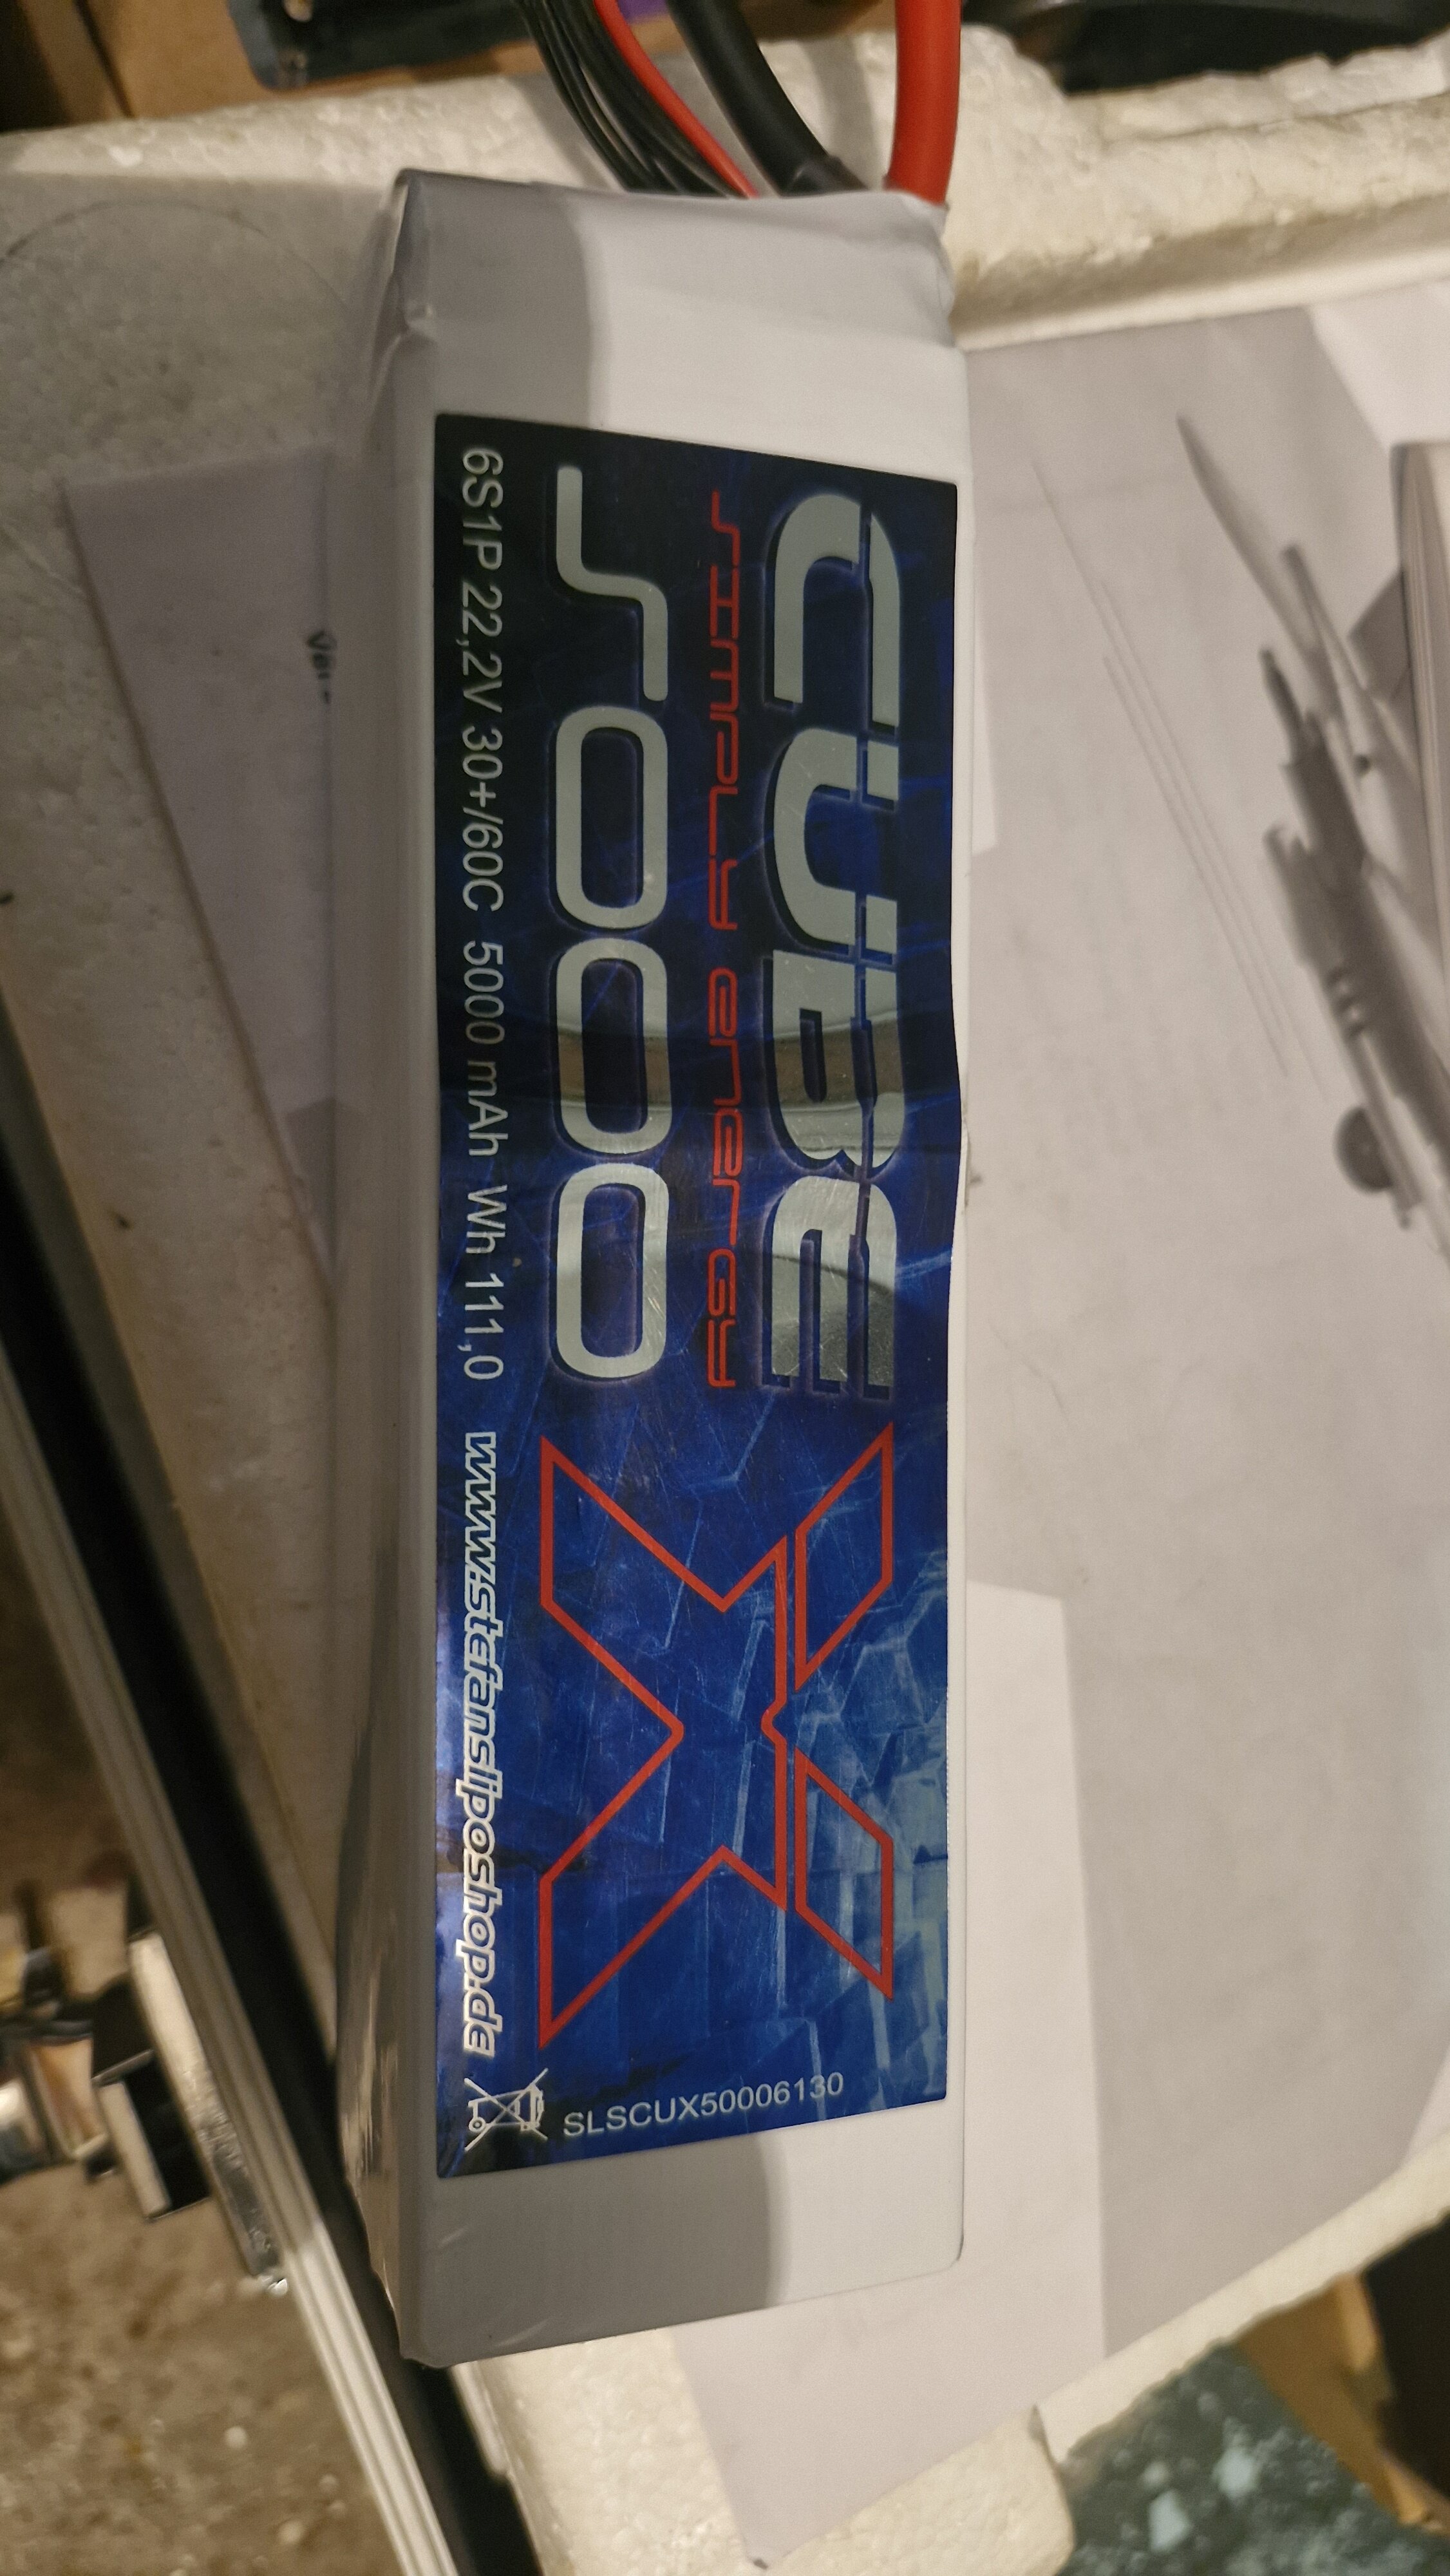 CUBE
SIMPLY ENERGY
5000
X
6S1P 22,2V 30+/60C 5000 mAh Wh 111,0 www.stefansliposhop.de
SLSCUX50006130